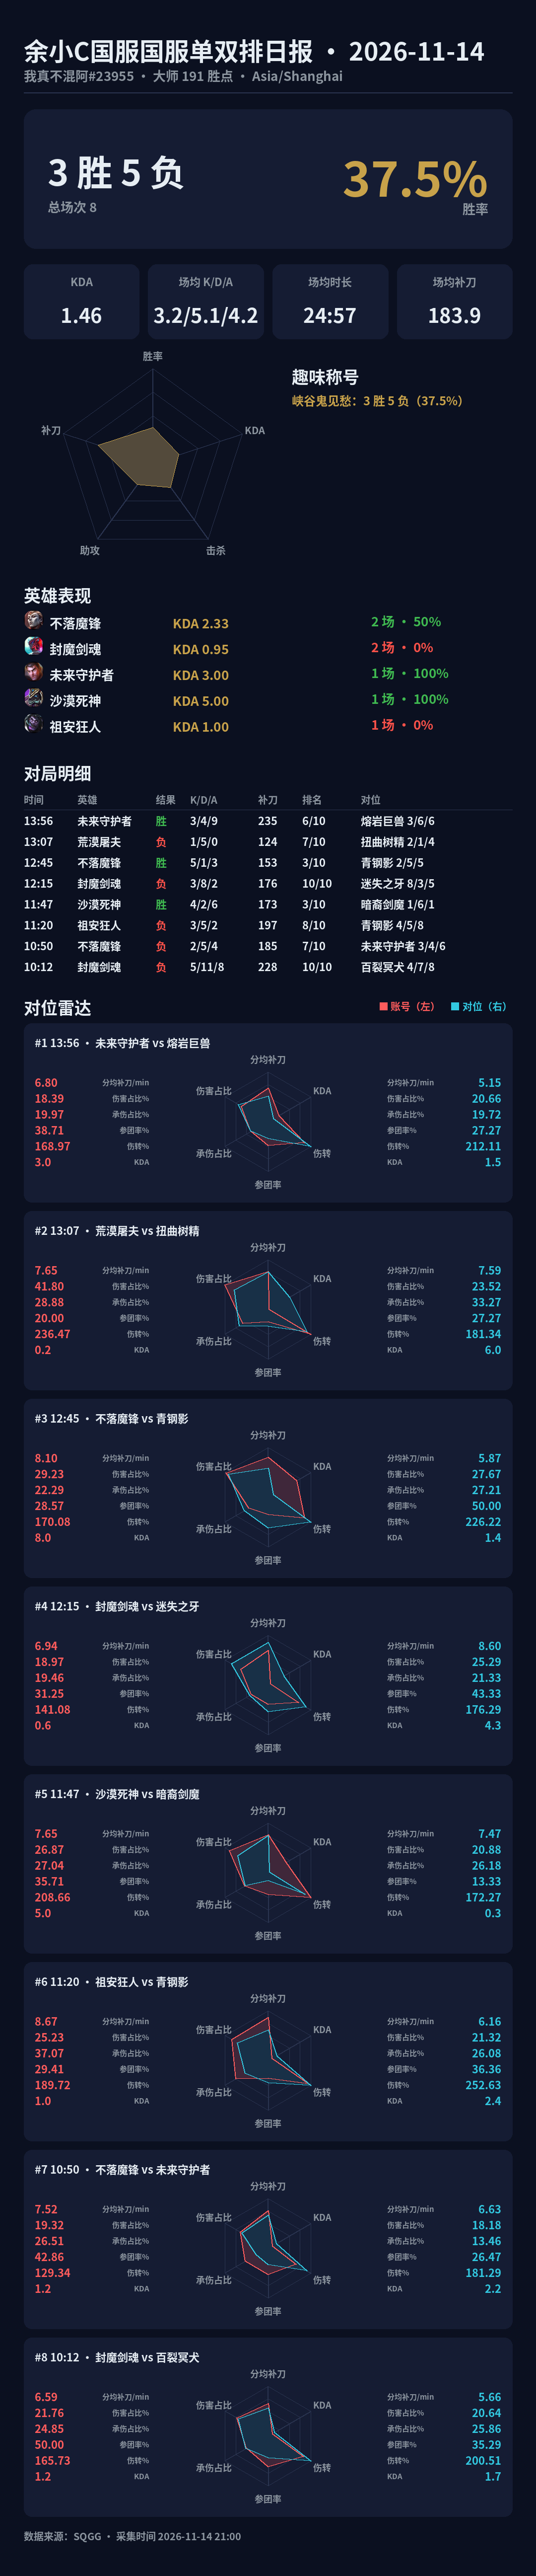 余小C国服国服单双排日报 · 2026-11-14
我真不混阿#23955 · 大师 191 胜点 · Asia/Shanghai
3 胜 5 负
37.5%
总场次 8
胜率
KDA 场均 K/D/A 场均时长 场均补刀
1.46 3.2/5.1/4.2 24:57 183.9
胜率
补刀
KDA
助攻
击杀
趣味称号
峡谷鬼见愁：3 胜 5 负（37.5%）
英雄表现
不落魔锋 KDA 2.33 2 场 · 50%
封魔剑魂 KDA 0.95 2 场 · 0%
未来守护者 KDA 3.00 1 场 · 100%
沙漠死神 KDA 5.00 1 场 · 100%
祖安狂人 KDA 1.00 1 场 · 0%
对局明细
时间 英雄 结果 K/D/A 补刀 排名 对位
13:56 未来守护者 胜 3/4/9 235 6/10 熔岩巨兽 3/6/6
13:07 荒漠屠夫 负 1/5/0 124 7/10 扭曲树精 2/1/4
12:45 不落魔锋 胜 5/1/3 153 3/10 青钢影 2/5/5
12:15 封魔剑魂 负 3/8/2 176 10/10 迷失之牙 8/3/5
11:47 沙漠死神 胜 4/2/6 173 3/10 暗裔剑魔 1/6/1
11:20 祖安狂人 负 3/5/2 197 8/10 青钢影 4/5/8
10:50 不落魔锋 负 2/5/4 185 7/10 未来守护者 3/4/6
10:12 封魔剑魂 负 5/11/8 228 10/10 百裂冥犬 4/7/8
对位雷达
账号（左） 对位（右）
#1 13:56 · 未来守护者 vs 熔岩巨兽
6.80 分均补刀/min
18.39 伤害占比%
19.97 承伤占比%
38.71 参团率%
168.97 伤转%
3.0 KDA
分均补刀
伤害占比 KDA
承伤占比 伤转
参团率
分均补刀/min 5.15
伤害占比% 20.66
承伤占比% 19.72
参团率% 27.27
伤转% 212.11
KDA 1.5
#2 13:07 · 荒漠屠夫 vs 扭曲树精
7.65 分均补刀/min
41.80 伤害占比%
28.88 承伤占比%
20.00 参团率%
236.47 伤转%
0.2 KDA
分均补刀
伤害占比 KDA
承伤占比 伤转
参团率
分均补刀/min 7.59
伤害占比% 23.52
承伤占比% 33.27
参团率% 27.27
伤转% 181.34
KDA 6.0
#3 12:45 · 不落魔锋 vs 青钢影
8.10 分均补刀/min
29.23 伤害占比%
22.29 承伤占比%
28.57 参团率%
170.08 伤转%
8.0 KDA
分均补刀
伤害占比 KDA
承伤占比 伤转
参团率
分均补刀/min 5.87
伤害占比% 27.67
承伤占比% 27.21
参团率% 50.00
伤转% 226.22
KDA 1.4
#4 12:15 · 封魔剑魂 vs 迷失之牙
6.94 分均补刀/min
18.97 伤害占比%
19.46 承伤占比%
31.25 参团率%
141.08 伤转%
0.6 KDA
分均补刀
伤害占比 KDA
承伤占比 伤转
参团率
分均补刀/min 8.60
伤害占比% 25.29
承伤占比% 21.33
参团率% 43.33
伤转% 176.29
KDA 4.3
#5 11:47 · 沙漠死神 vs 暗裔剑魔
7.65 分均补刀/min
26.87 伤害占比%
27.04 承伤占比%
35.71 参团率%
208.66 伤转%
5.0 KDA
分均补刀
伤害占比 KDA
承伤占比 伤转
参团率
分均补刀/min 7.47
伤害占比% 20.88
承伤占比% 26.18
参团率% 13.33
伤转% 172.27
KDA 0.3
#6 11:20 · 祖安狂人 vs 青钢影
8.67 分均补刀/min
25.23 伤害占比%
37.07 承伤占比%
29.41 参团率%
189.72 伤转%
1.0 KDA
分均补刀
伤害占比 KDA
承伤占比 伤转
参团率
分均补刀/min 6.16
伤害占比% 21.32
承伤占比% 26.08
参团率% 36.36
伤转% 252.63
KDA 2.4
#7 10:50 · 不落魔锋 vs 未来守护者
7.52 分均补刀/min
19.32 伤害占比%
26.51 承伤占比%
42.86 参团率%
129.34 伤转%
1.2 KDA
分均补刀
伤害占比 KDA
承伤占比 伤转
参团率
分均补刀/min 6.63
伤害占比% 18.18
承伤占比% 13.46
参团率% 26.47
伤转% 181.29
KDA 2.2
#8 10:12 · 封魔剑魂 vs 百裂冥犬
6.59 分均补刀/min
21.76 伤害占比%
24.85 承伤占比%
50.00 参团率%
165.73 伤转%
1.2 KDA
分均补刀
伤害占比 KDA
承伤占比 伤转
参团率
分均补刀/min 5.66
伤害占比% 20.64
承伤占比% 25.86
参团率% 35.29
伤转% 200.51
KDA 1.7
数据来源：SQGG · 采集时间 2026-11-14 21:00